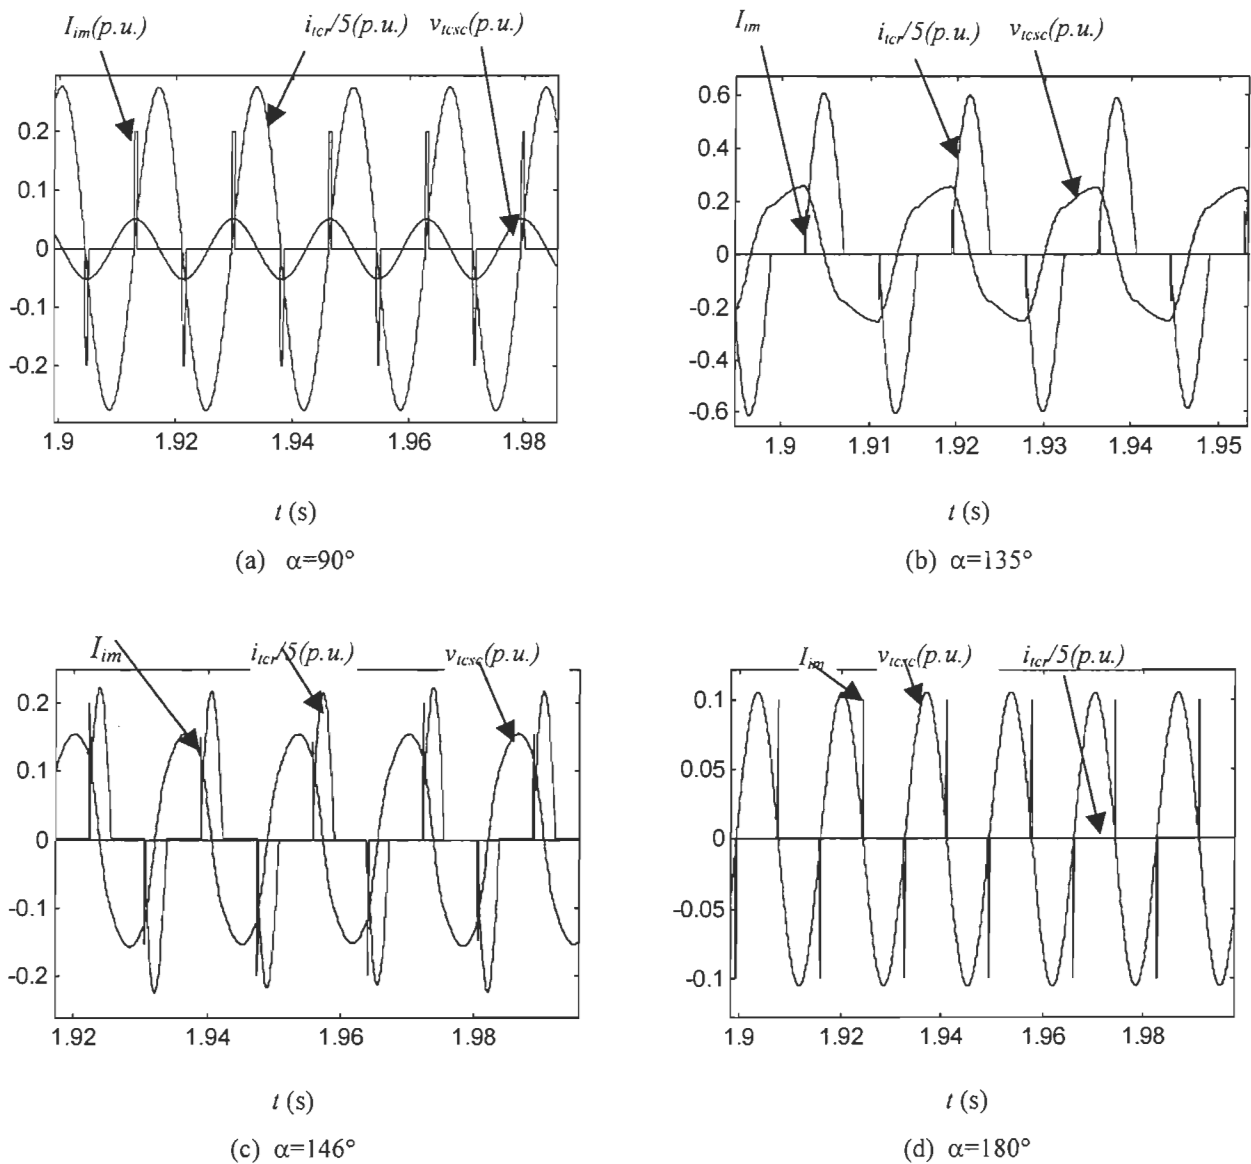 I_im(p.u.) i_tcr/5(p.u.) v_tcsc(p.u.)
0.2
0.1
0
-0.1
-0.2
1.9 1.92 1.94 1.96 1.98
t (s)
(a) α=90°
I_im i_tcr/5(p.u.) v_tcsc(p.u.)
0.6
0.4
0.2
0
-0.2
-0.4
-0.6
1.9 1.91 1.92 1.93 1.94 1.95
t (s)
(b) α=135°
I_im i_tcr/5(p.u.) v_tcsc(p.u.)
0.2
0.1
0
-0.1
-0.2
1.92 1.94 1.96 1.98
t (s)
(c) α=146°
I_im v_tcsc(p.u.) i_tcr/5(p.u.)
0.1
0.05
0
-0.05
-0.1
1.9 1.92 1.94 1.96 1.98
t (s)
(d) α=180°